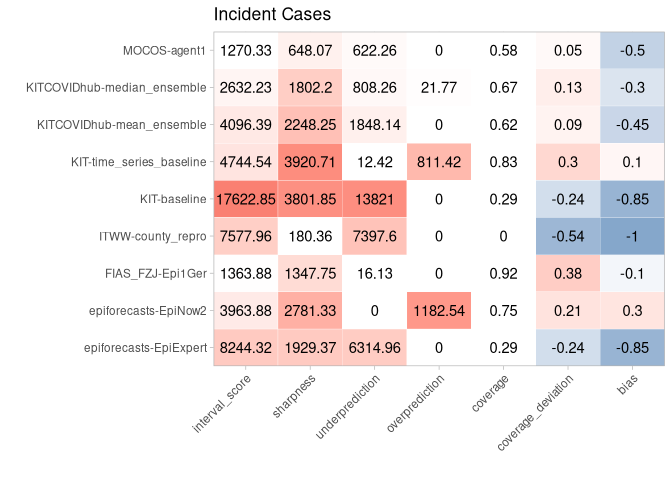 Incident Cases
MOCOS-agent1 1270.33 648.07 622.26 0 0.58 0.05 -0.5
KITCOVIDhub-median_ensemble 2632.23 1802.2 808.26 21.77 0.67 0.13 -0.3
KITCOVIDhub-mean_ensemble 4096.39 2248.25 1848.14 0 0.62 0.09 -0.45
KIT-time_series_baseline 4744.54 3920.71 12.42 811.42 0.83 0.3 0.1
KIT-baseline 17622.85 3801.85 13821 0 0.29 -0.24 -0.85
ITWW-county_repro 7577.96 180.36 7397.6 0 0 -0.54 -1
FIAS_FZJ-Epi1Ger 1363.88 1347.75 16.13 0 0.92 0.38 -0.1
epiforecasts-EpiNow2 3963.88 2781.33 0 1182.54 0.75 0.21 0.3
epiforecasts-EpiExpert 8244.32 1929.37 6314.96 0 0.29 -0.24 -0.85
interval_score sharpness underprediction overprediction coverage coverage_deviation bias